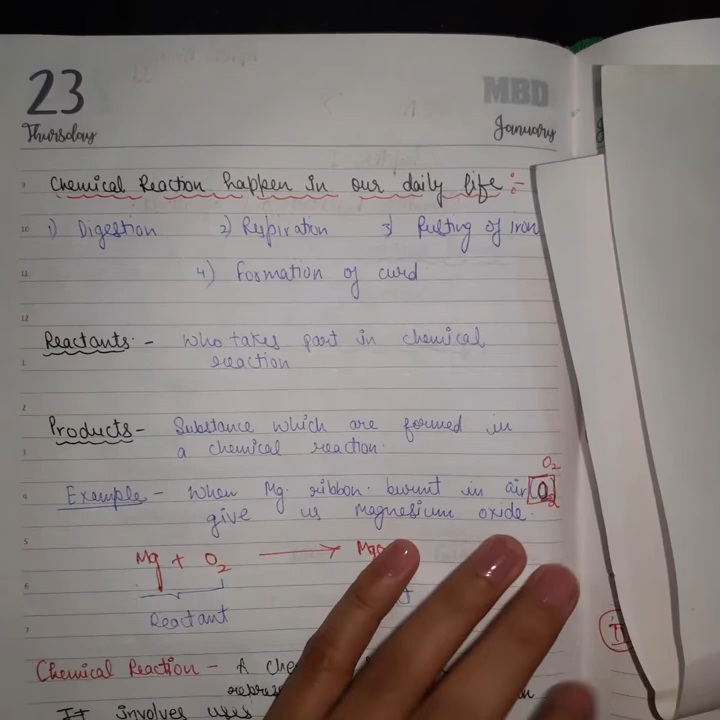 23
MBD
Thursday
January
Chemical Reaction happen in our daily life :-
1) Digestion 2) Respiration 3) Rusting of iron
4) Formation of curd
Reactants - Who takes part in chemical
reaction
Products - Substance which are formed in
a chemical reaction.
O₂
Example - When Mg. ribbon burnt in air (O₂)
give us Magnesium oxide.
Mg + O₂ → Mg
Reactant
Chemical Reaction - A
It involves uses